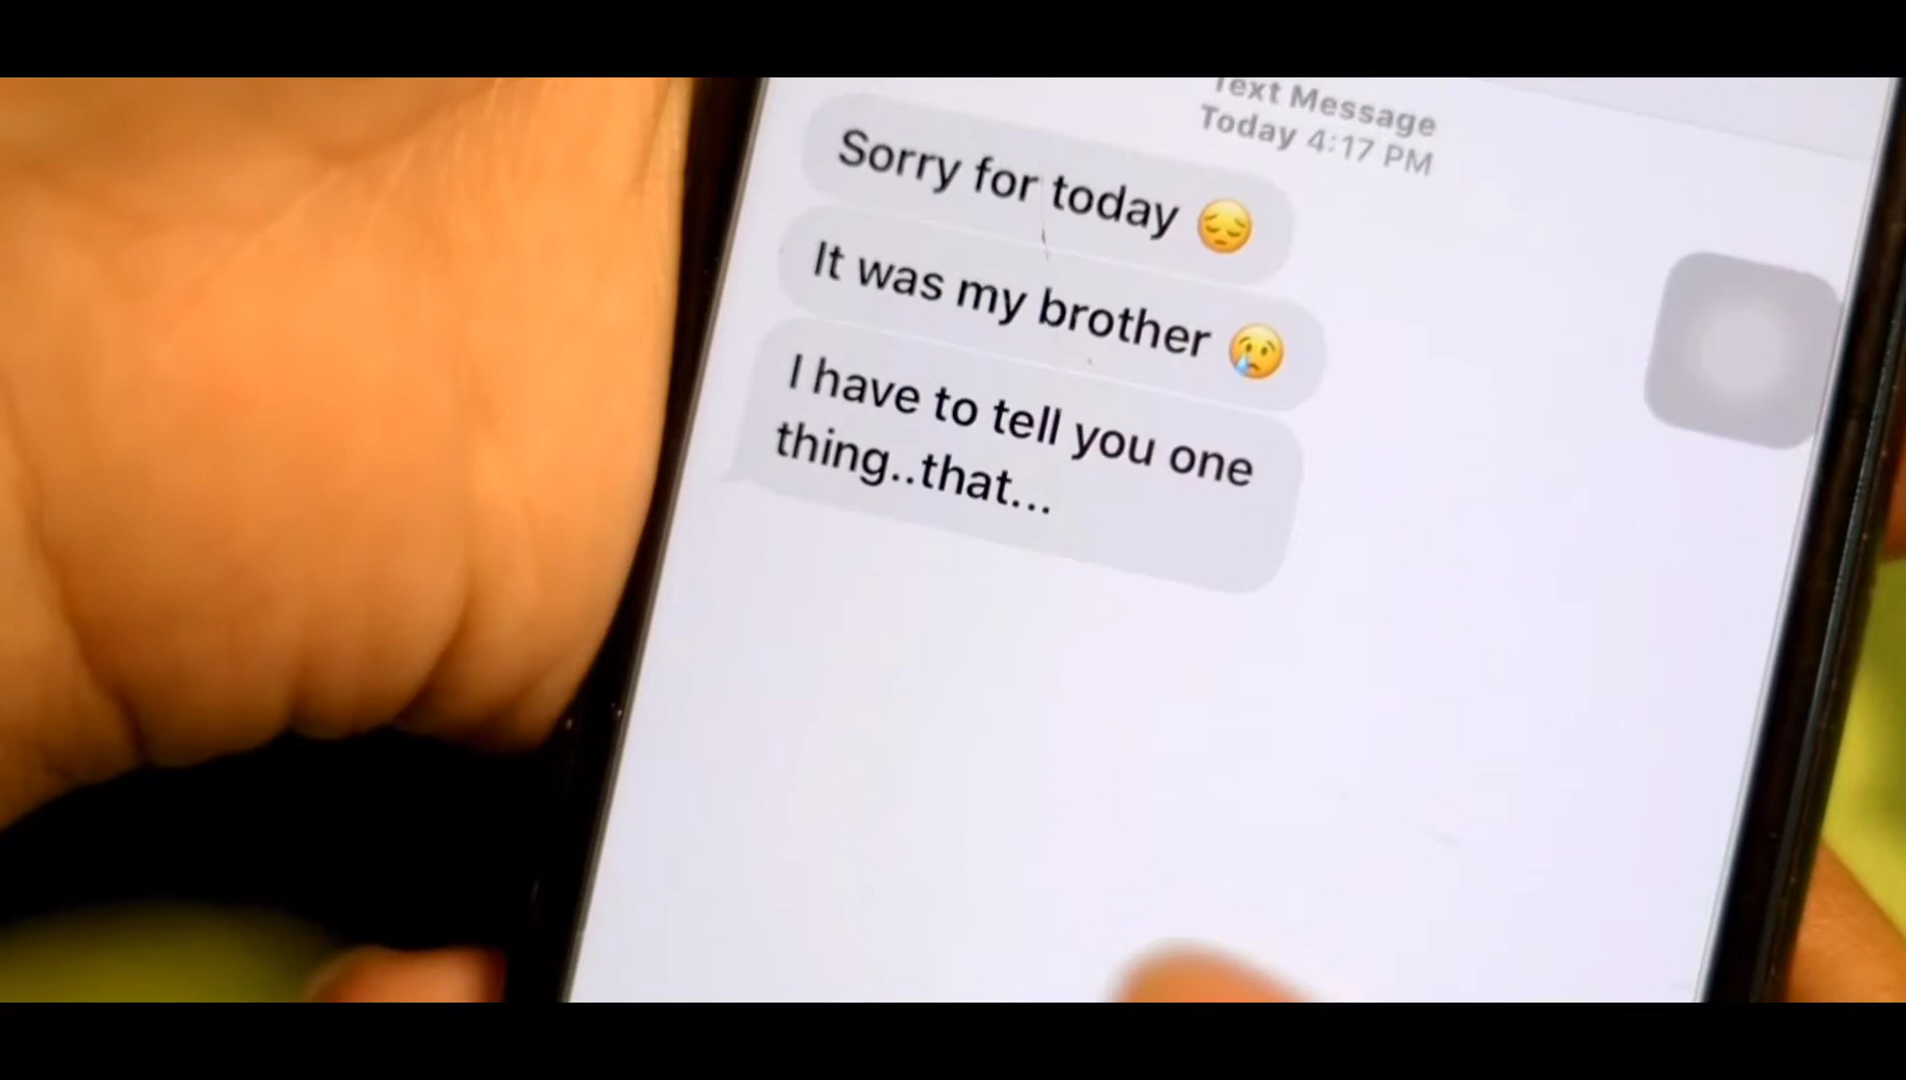 Text Message
Today 4:17 PM
Sorry for today 😔
It was my brother 😢
I have to tell you one
thing..that...